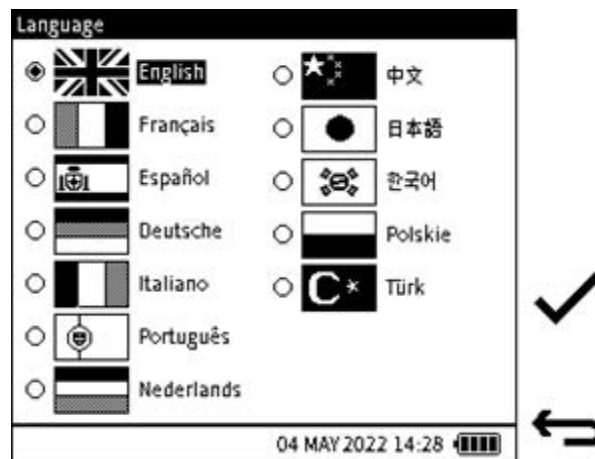 Language
English
Français
Español
Deutsche
Italiano
Português
Nederlands
中文
日本語
한국어
Polskie
Türk
04 MAY 2022 14:28